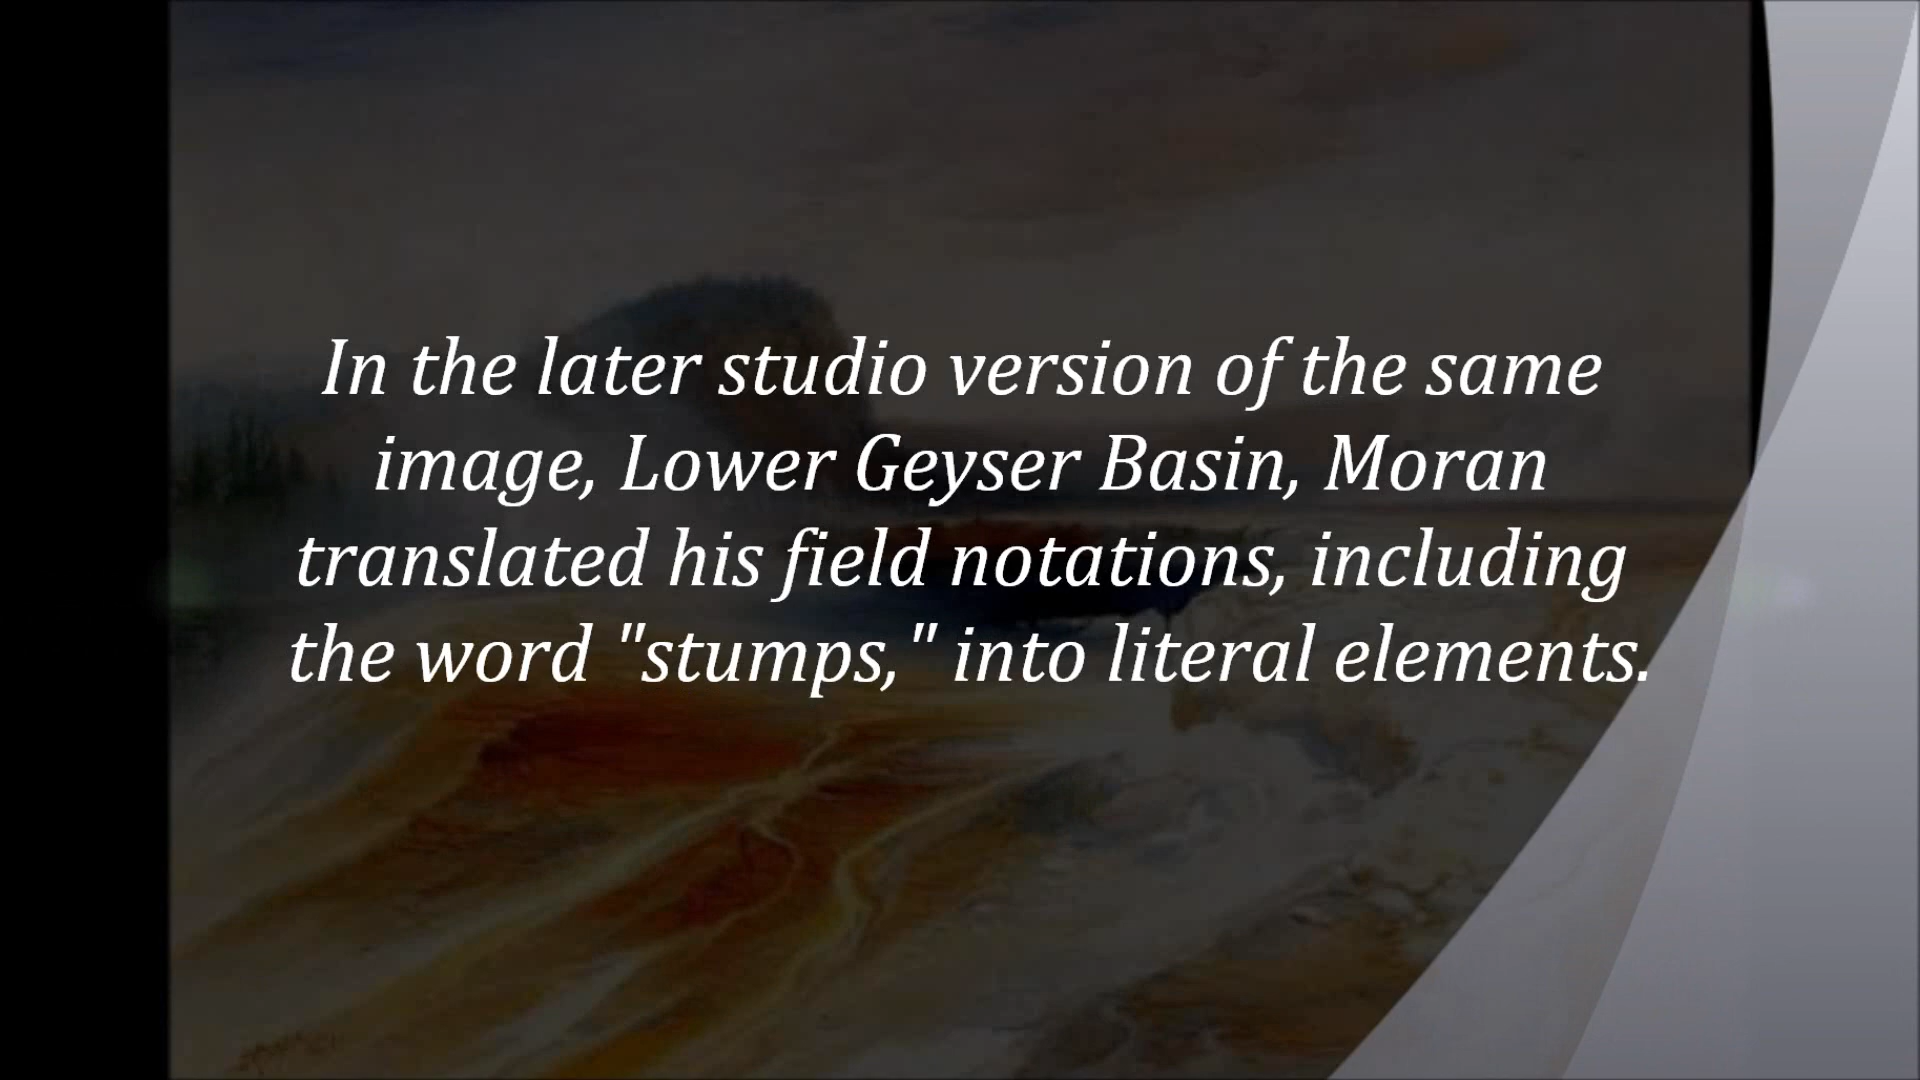 In the later studio version of the same
image, Lower Geyser Basin, Moran
translated his field notations, including
the word "stumps," into literal elements.